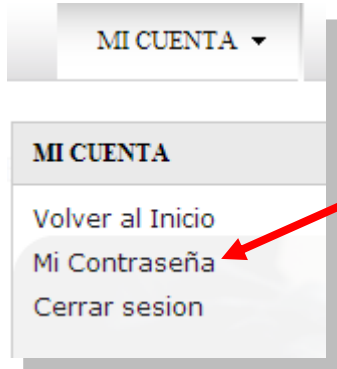 MI CUENTA
MI CUENTA
Volver al Inicio
Mi Contraseña
Cerrar sesion